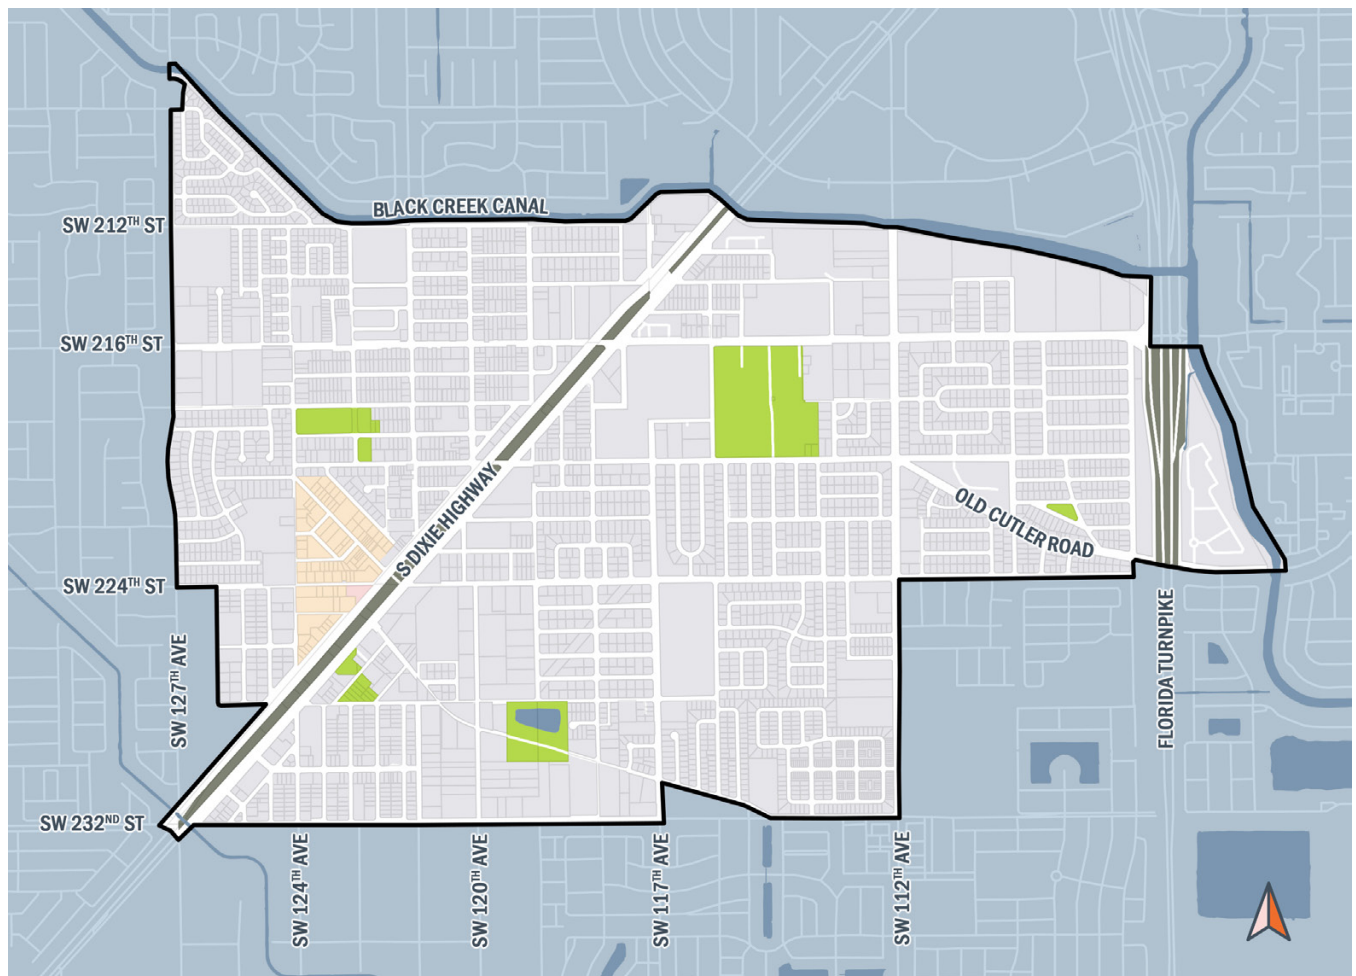 BLACK CREEK CANAL
SW 212TH ST
SW 216TH ST
S DIXIE HIGHWAY
OLD CUTLER ROAD
SW 224TH ST
SW 127TH AVE
FLORIDA TURNPIKE
SW 232ND ST
SW 124TH AVE
SW 120TH AVE
SW 117TH AVE
SW 112TH AVE